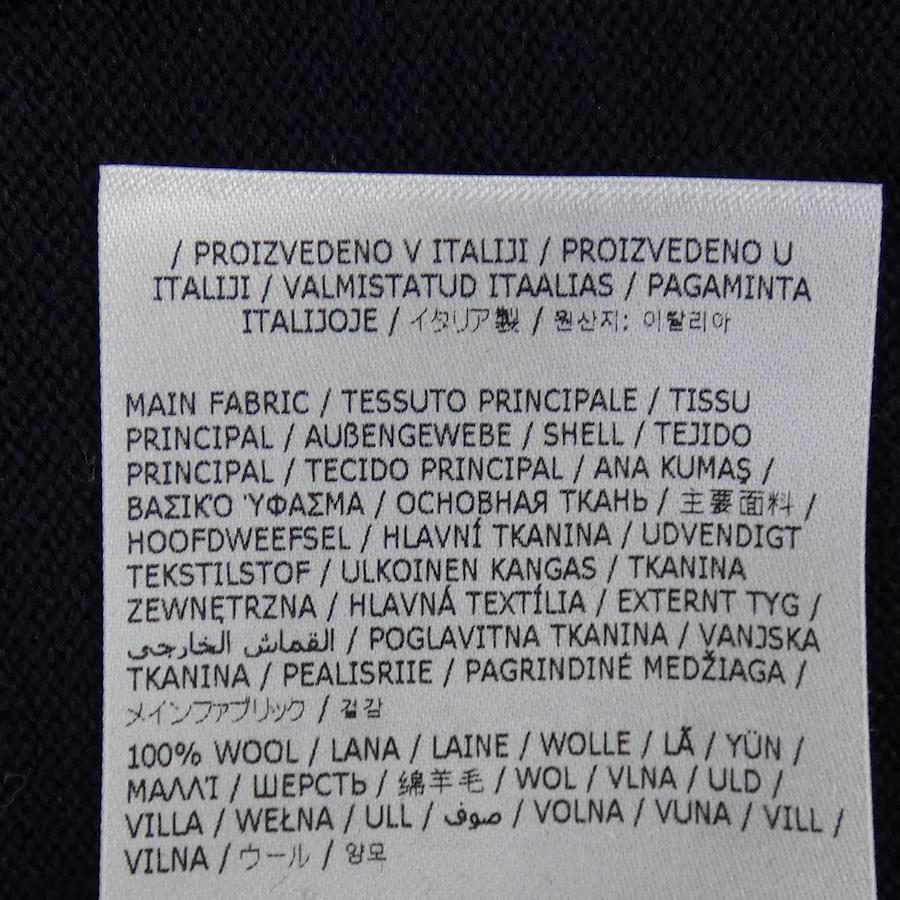 / PROIZVEDENO V ITALIJI / PROIZVEDENO U
ITALIJI / VALMISTATUD ITAALIAS / PAGAMINTA
ITALIJOJE / イタリア製 / 원산지: 이탈리아
MAIN FABRIC / TESSUTO PRINCIPALE / TISSU
PRINCIPAL / AUßENGEWEBE / SHELL / TEJIDO
PRINCIPAL / TECIDO PRINCIPAL / ANA KUMAŞ /
ΒΑΣΙΚΌ ΎΦΑΣΜΑ / ОСНОВНАЯ ТКАНЬ / 主要面料 /
HOOFDWEEFSEL / HLAVNÍ TKANINA / UDVENDIGT
TEKSTILSTOF / ULKOINEN KANGAS / TKANINA
ZEWNĘTRZNA / HLAVNÁ TEXTÍLIA / EXTERNT TYG /
القماش الخارجي / POGLAVITNA TKANINA / VANJSKA
TKANINA / PEALISRIIE / PAGRINDINĖ MEDŽIAGA /
メインファブリック / 겉감
100% WOOL / LANA / LAINE / WOLLE / LÃ / YÜN /
ΜΑΛΛΊ / ШЕРСТЬ / 绵羊毛 / WOL / VLNA / ULD /
VILLA / WEŁNA / ULL / صوف / VOLNA / VUNA / VILL /
VILNA / ウール / 양모